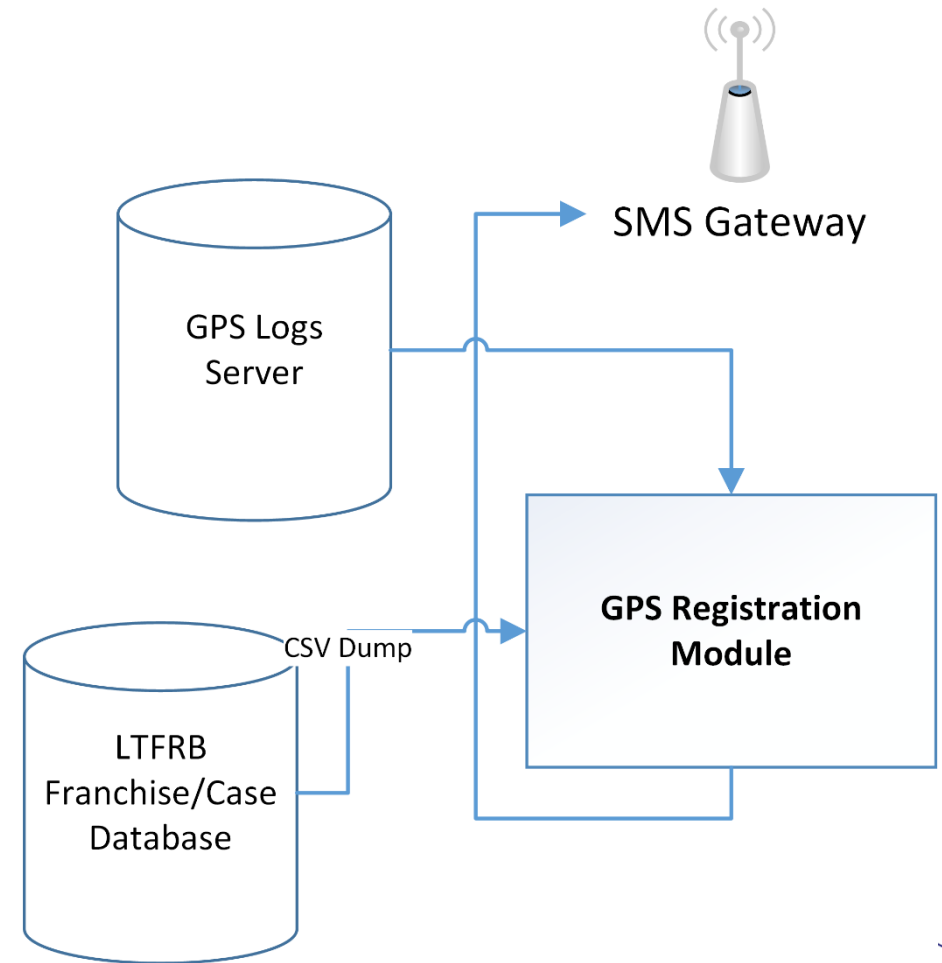 SMS Gateway
GPS Logs
Server
GPS Registration
Module
CSV Dump
LTFRB
Franchise/Case
Database